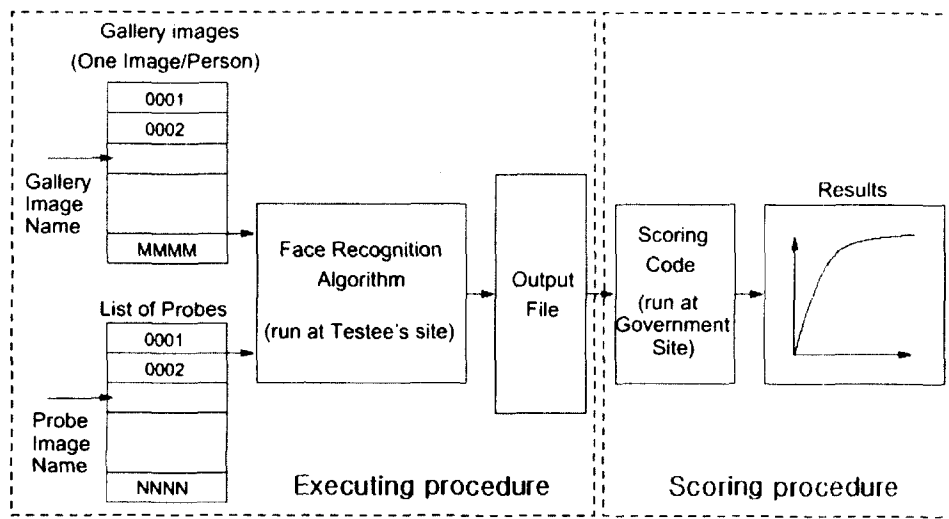 Gallery images
(One Image/Person)
0001
0002
MMMM
Gallery
Image
Name
List of Probes
0001
0002
NNNN
Probe
Image
Name
Face Recognition
Algorithm
(run at Testee's site)
Output
File
Executing procedure
Scoring
Code
(run at
Government
Site)
Results
Scoring procedure